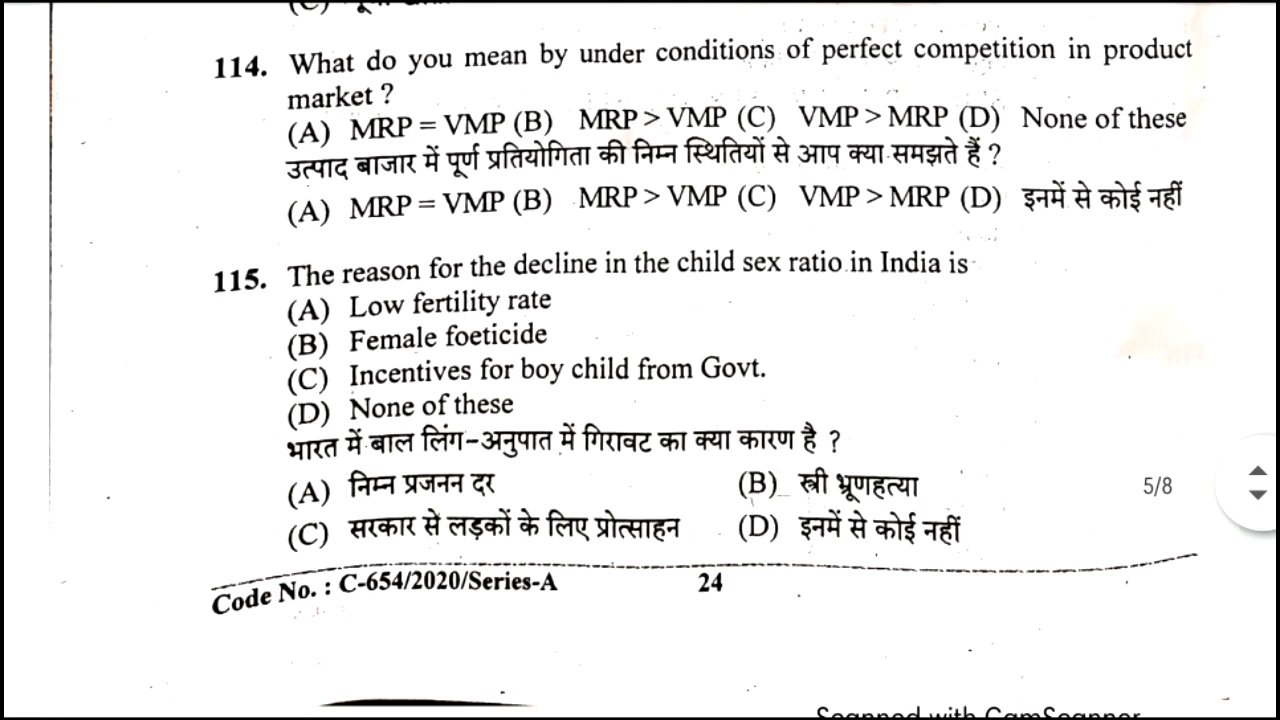 114. What do you mean by under conditions of perfect competition in product
market ?
(A) MRP = VMP (B) MRP > VMP (C) VMP > MRP (D) None of these
उत्पाद बाजार में पूर्ण प्रतियोगिता की निम्न स्थितियों से आप क्या समझते हैं ?
(A) MRP = VMP (B) MRP > VMP (C) VMP > MRP (D) इनमें से कोई नहीं
115. The reason for the decline in the child sex ratio in India is
(A) Low fertility rate
(B) Female foeticide
(C) Incentives for boy child from Govt.
(D) None of these
भारत में बाल लिंग-अनुपात में गिरावट का क्या कारण है ?
(A) निम्न प्रजनन दर (B) स्त्री भ्रूणहत्या
(C) सरकार से लड़कों के लिए प्रोत्साहन (D) इनमें से कोई नहीं
5/8
Code No. : C-654/2020/Series-A 24
Scanned with CamScanner